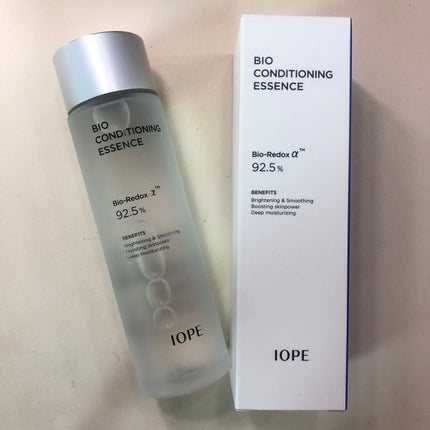 BIO
CONDITIONING
ESSENCE
Bio-Redox α™
92.5%
BENEFITS
Brightening & Smoothing
Boosting skinpower
Deep moisturizing
IOPE
BIO
CONDITIONING
ESSENCE
Bio-Redox α™
92.5%
BENEFITS
Brightening & Smoothing
Boosting skinpower
Deep moisturizing
IOPE